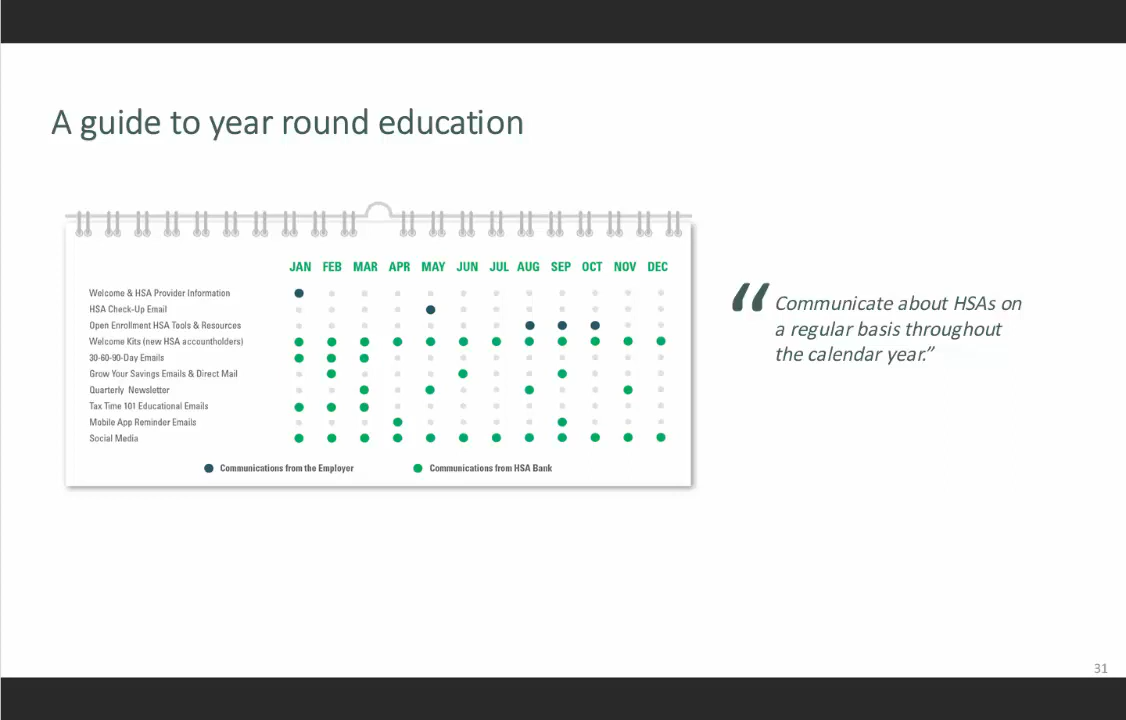 A guide to year round education
JAN FEB MAR APR MAY JUN JUL AUG SEP OCT NOV DEC
Welcome & HSA Provider Information
HSA Check-Up Email
Open Enrollment HSA Tools & Resources
Welcome Kits (new HSA accountholders)
30-60-90-Day Emails
Grow Your Savings Emails & Direct Mail
Quarterly Newsletter
Tax Time 101 Educational Emails
Mobile App Reminder Emails
Social Media
Communications from the Employer Communications from HSA Bank
“Communicate about HSAs on
a regular basis throughout
the calendar year.”
31